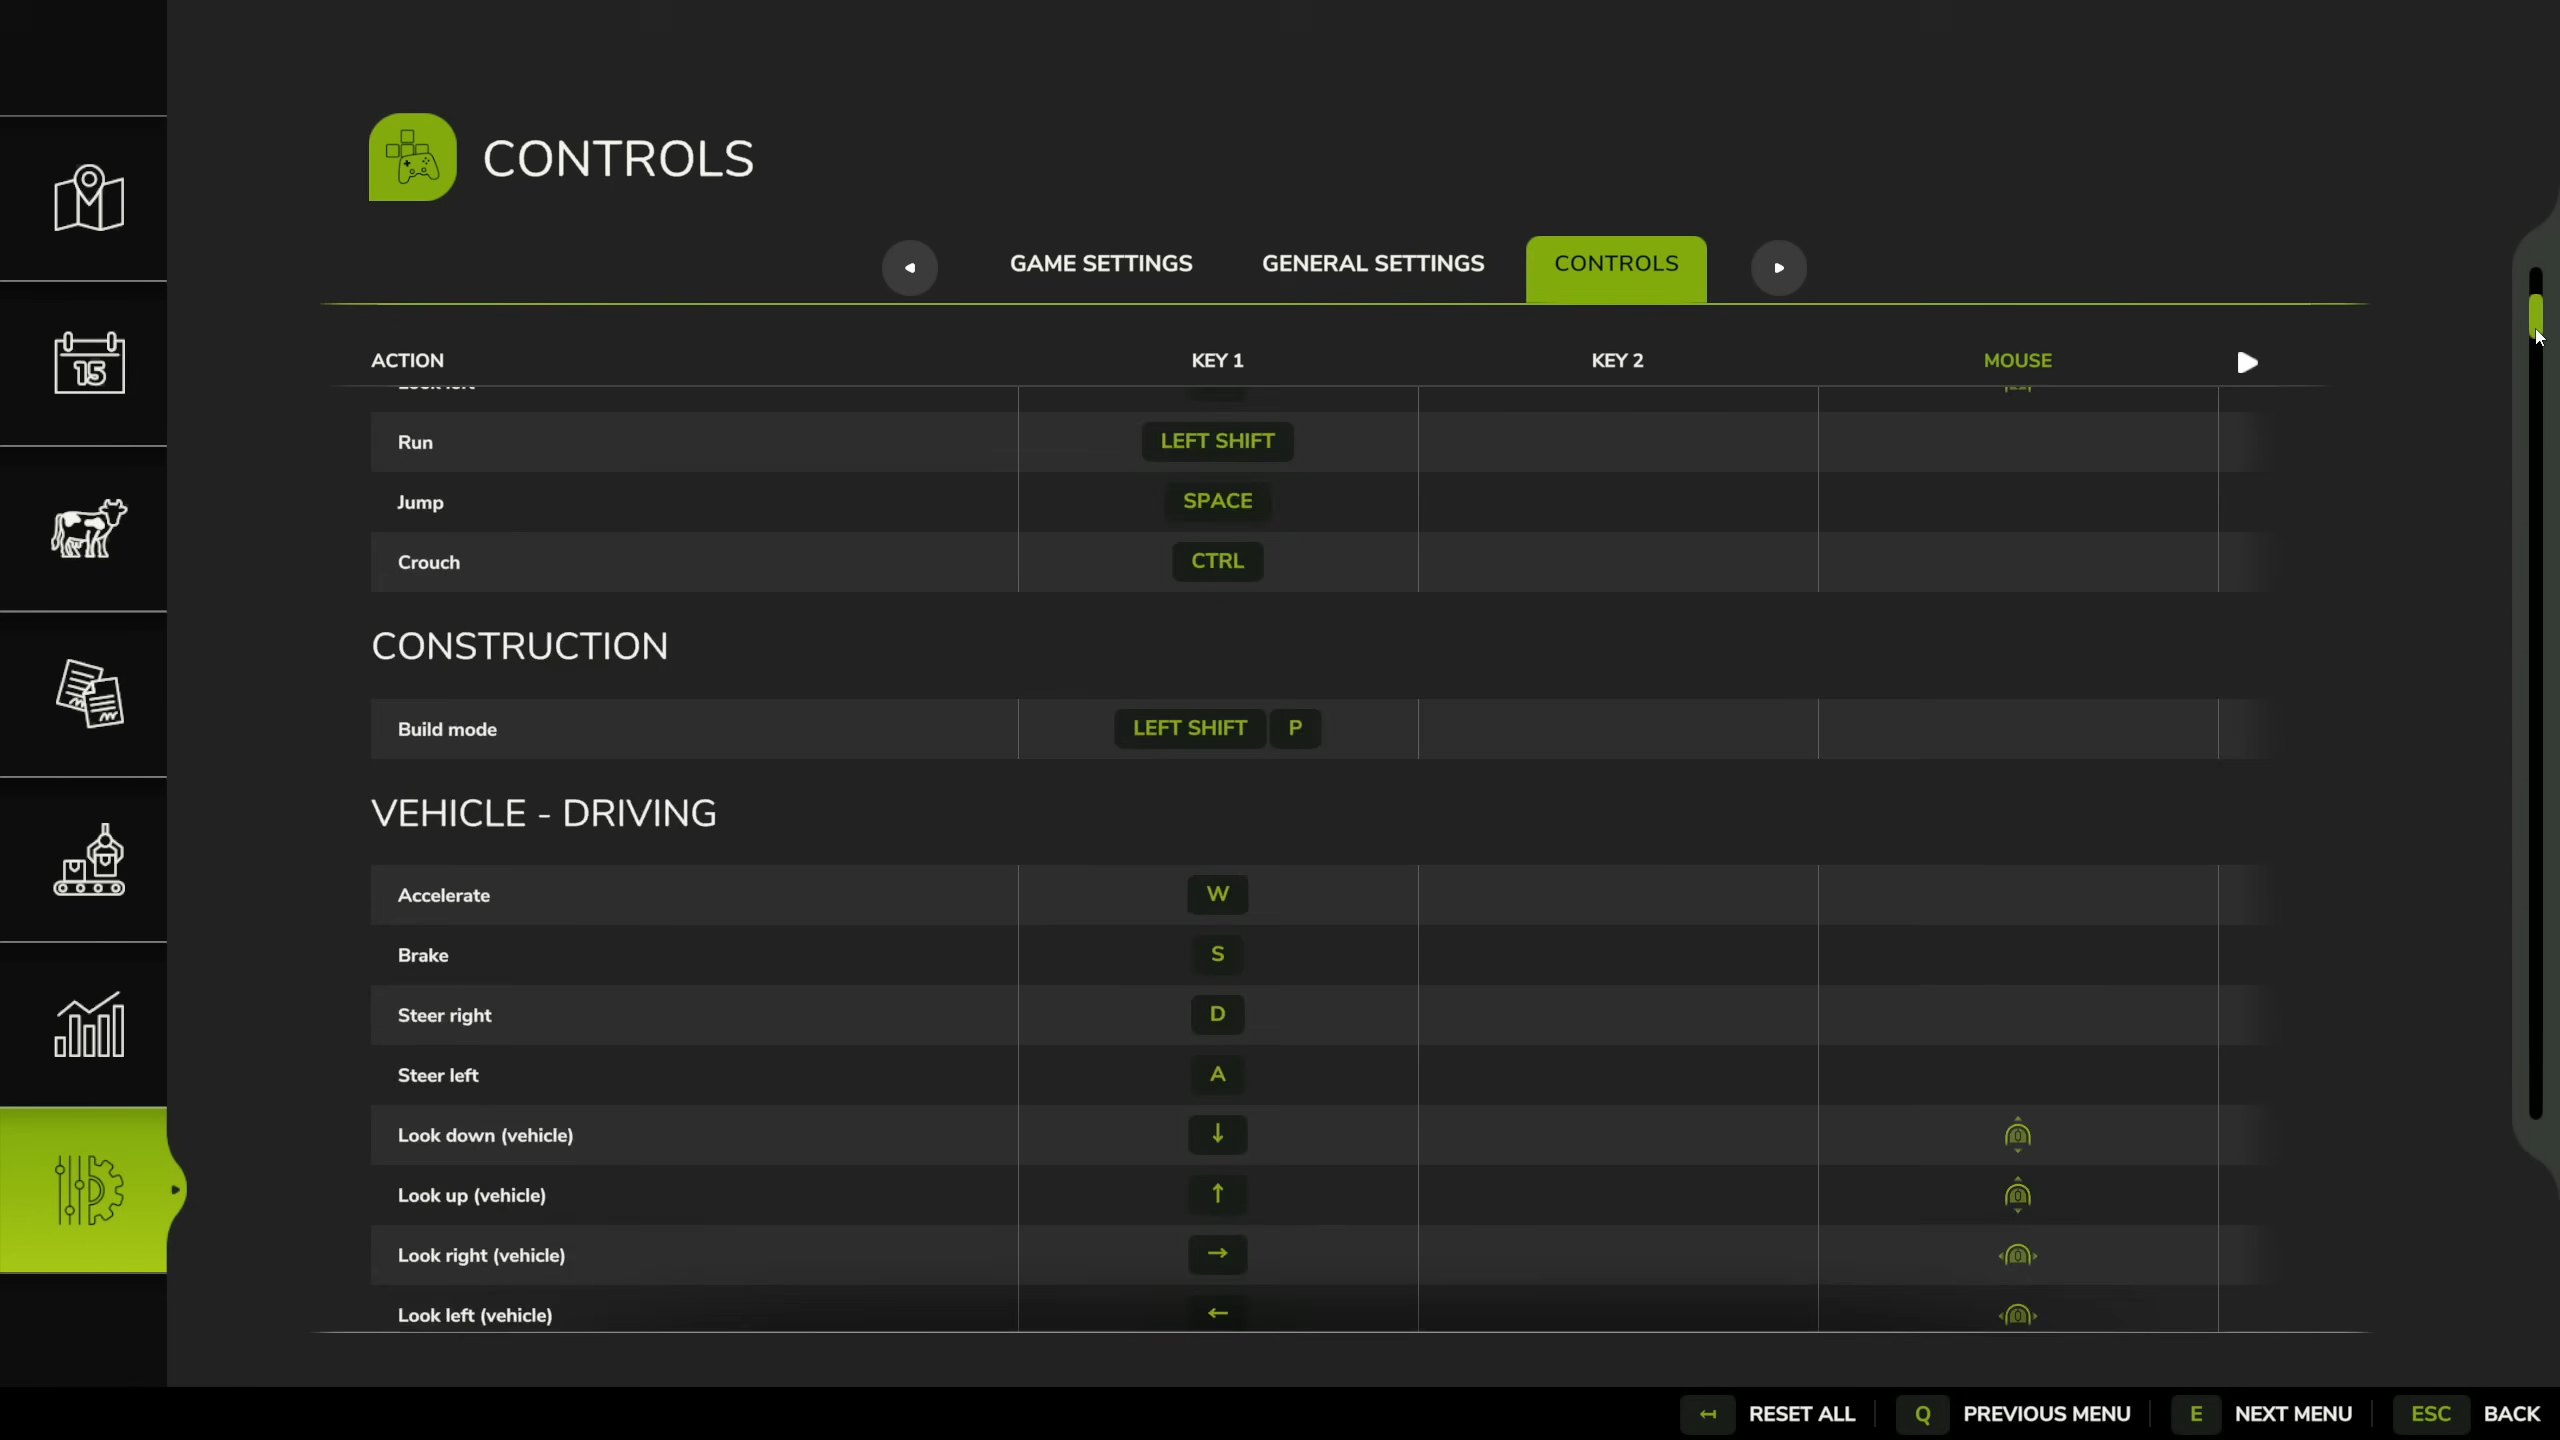 CONTROLS
GAME SETTINGS GENERAL SETTINGS CONTROLS
ACTION KEY 1 KEY 2 MOUSE
Run LEFT SHIFT
Jump SPACE
Crouch CTRL
CONSTRUCTION
Build mode LEFT SHIFT P
VEHICLE - DRIVING
Accelerate W
Brake S
Steer right D
Steer left A
Look down (vehicle) ↓
Look up (vehicle) ↑
Look right (vehicle) →
Look left (vehicle) ←
15
RESET ALL Q PREVIOUS MENU E NEXT MENU ESC BACK